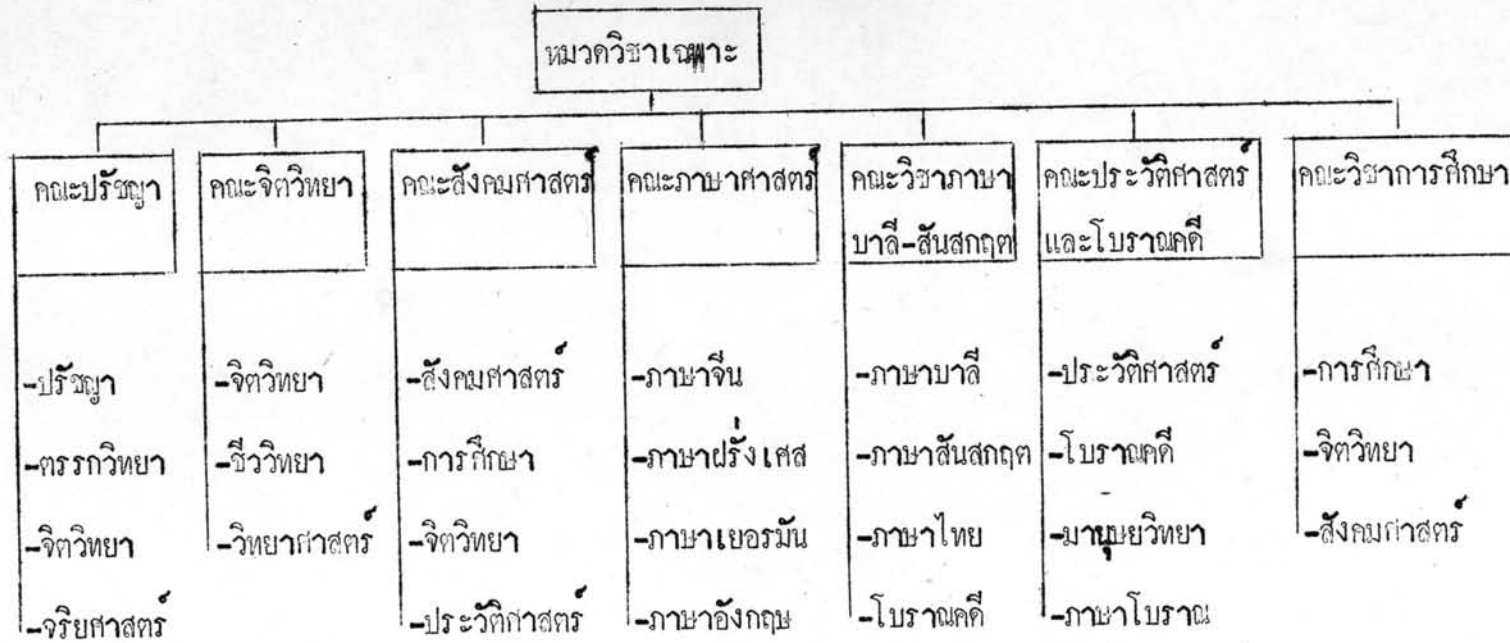 หมวดวิชาเฉพาะ
คณะปรัชญา
คณะจิตวิทยา
คณะสังคมศาสตร์
คณะภาษาศาสตร์
คณะวิชาภาษา
บาลี-สันสกฤต
คณะประวัติศาสตร์
และโบราณคดี
คณะวิชาการศึกษา
-ปรัชญา
-ตรรกวิทยา
-จิตวิทยา
-จริยศาสตร์
-จิตวิทยา
-ชีววิทยา
-วิทยาศาสตร์
-สังคมศาสตร์
-การศึกษา
-จิตวิทยา
-ประวัติศาสตร์
-ภาษาจีน
-ภาษาฝรั่งเศส
-ภาษาเยอรมัน
-ภาษาอังกฤษ
-ภาษาบาลี
-ภาษาสันสกฤต
-ภาษาไทย
-โบราณคดี
-ประวัติศาสตร์
-โบราณคดี
-มานุษยวิทยา
-ภาษาโบราณ
-การศึกษา
-จิตวิทยา
-สังคมศาสตร์